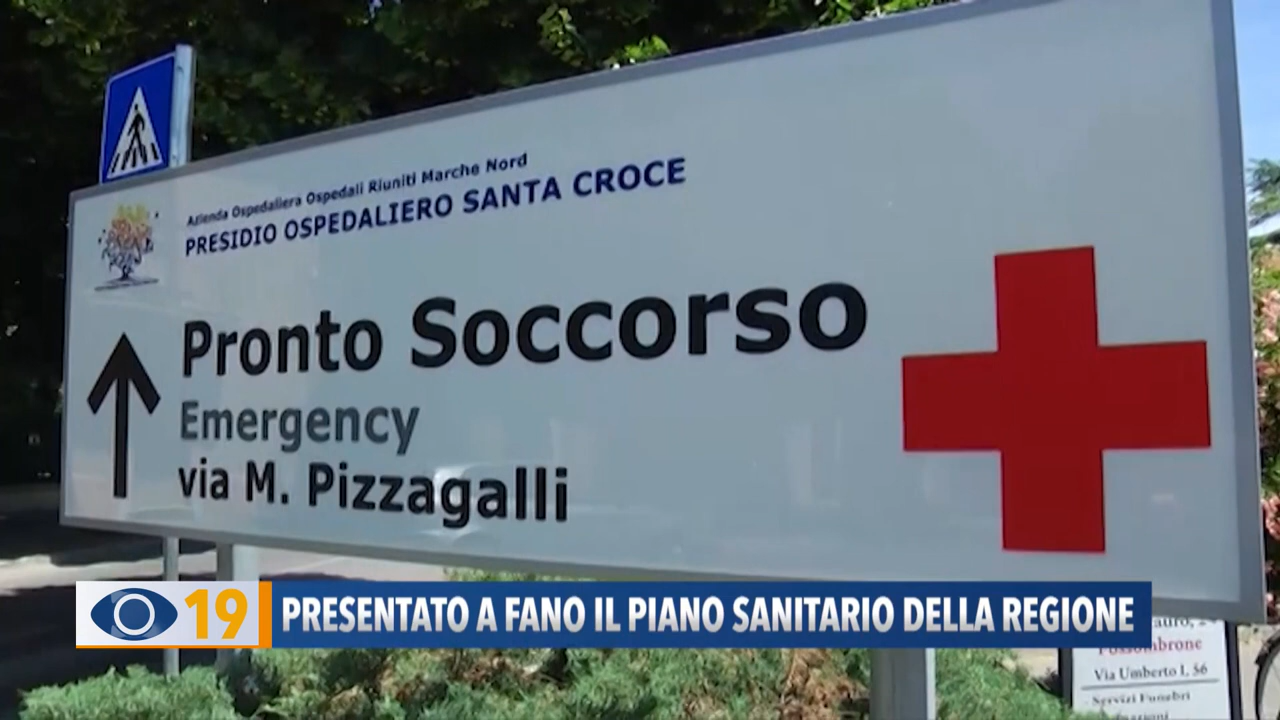 Azienda Ospedaliera Ospedali Riuniti Marche Nord
PRESIDIO OSPEDALIERO SANTA CROCE
Pronto Soccorso
Emergency
via M. Pizzagalli
19
PRESENTATO A FANO IL PIANO SANITARIO DELLA REGIONE
Fossombrone
Via Umberto I, 56
Servizi Funebri